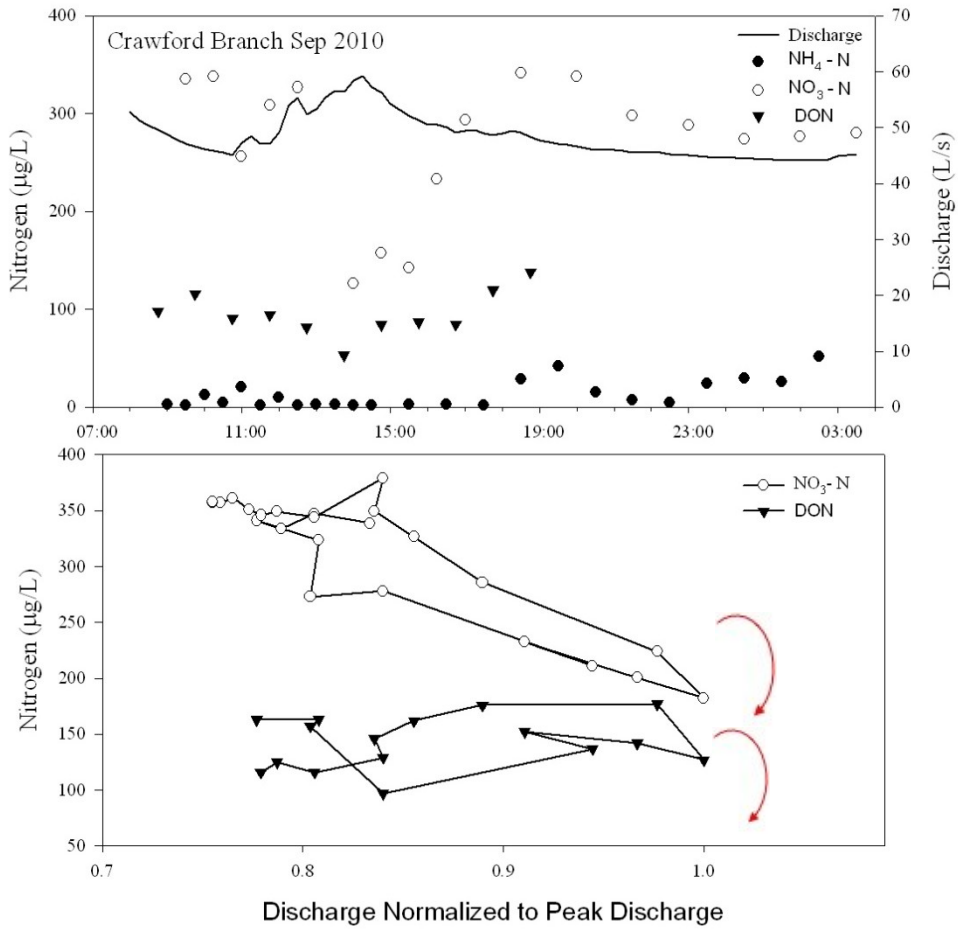 Crawford Branch Sep 2010
Discharge
NH4 - N
NO3 - N
DON
Nitrogen (µg/L)
400
300
200
100
0
Discharge (L/s)
70
60
50
40
30
20
10
0
07:00 11:00 15:00 19:00 23:00 03:00
NO3- N
DON
Nitrogen (µg/L)
400
350
300
250
200
150
100
50
0.7 0.8 0.9 1.0
Discharge Normalized to Peak Discharge